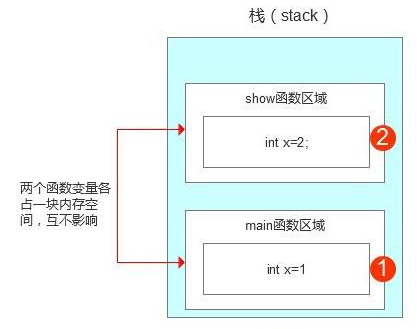 栈（stack）
show函数区域
int x=2;
2
两个函数变量各
占一块内存空
间，互不影响
main函数区域
int x=1
1